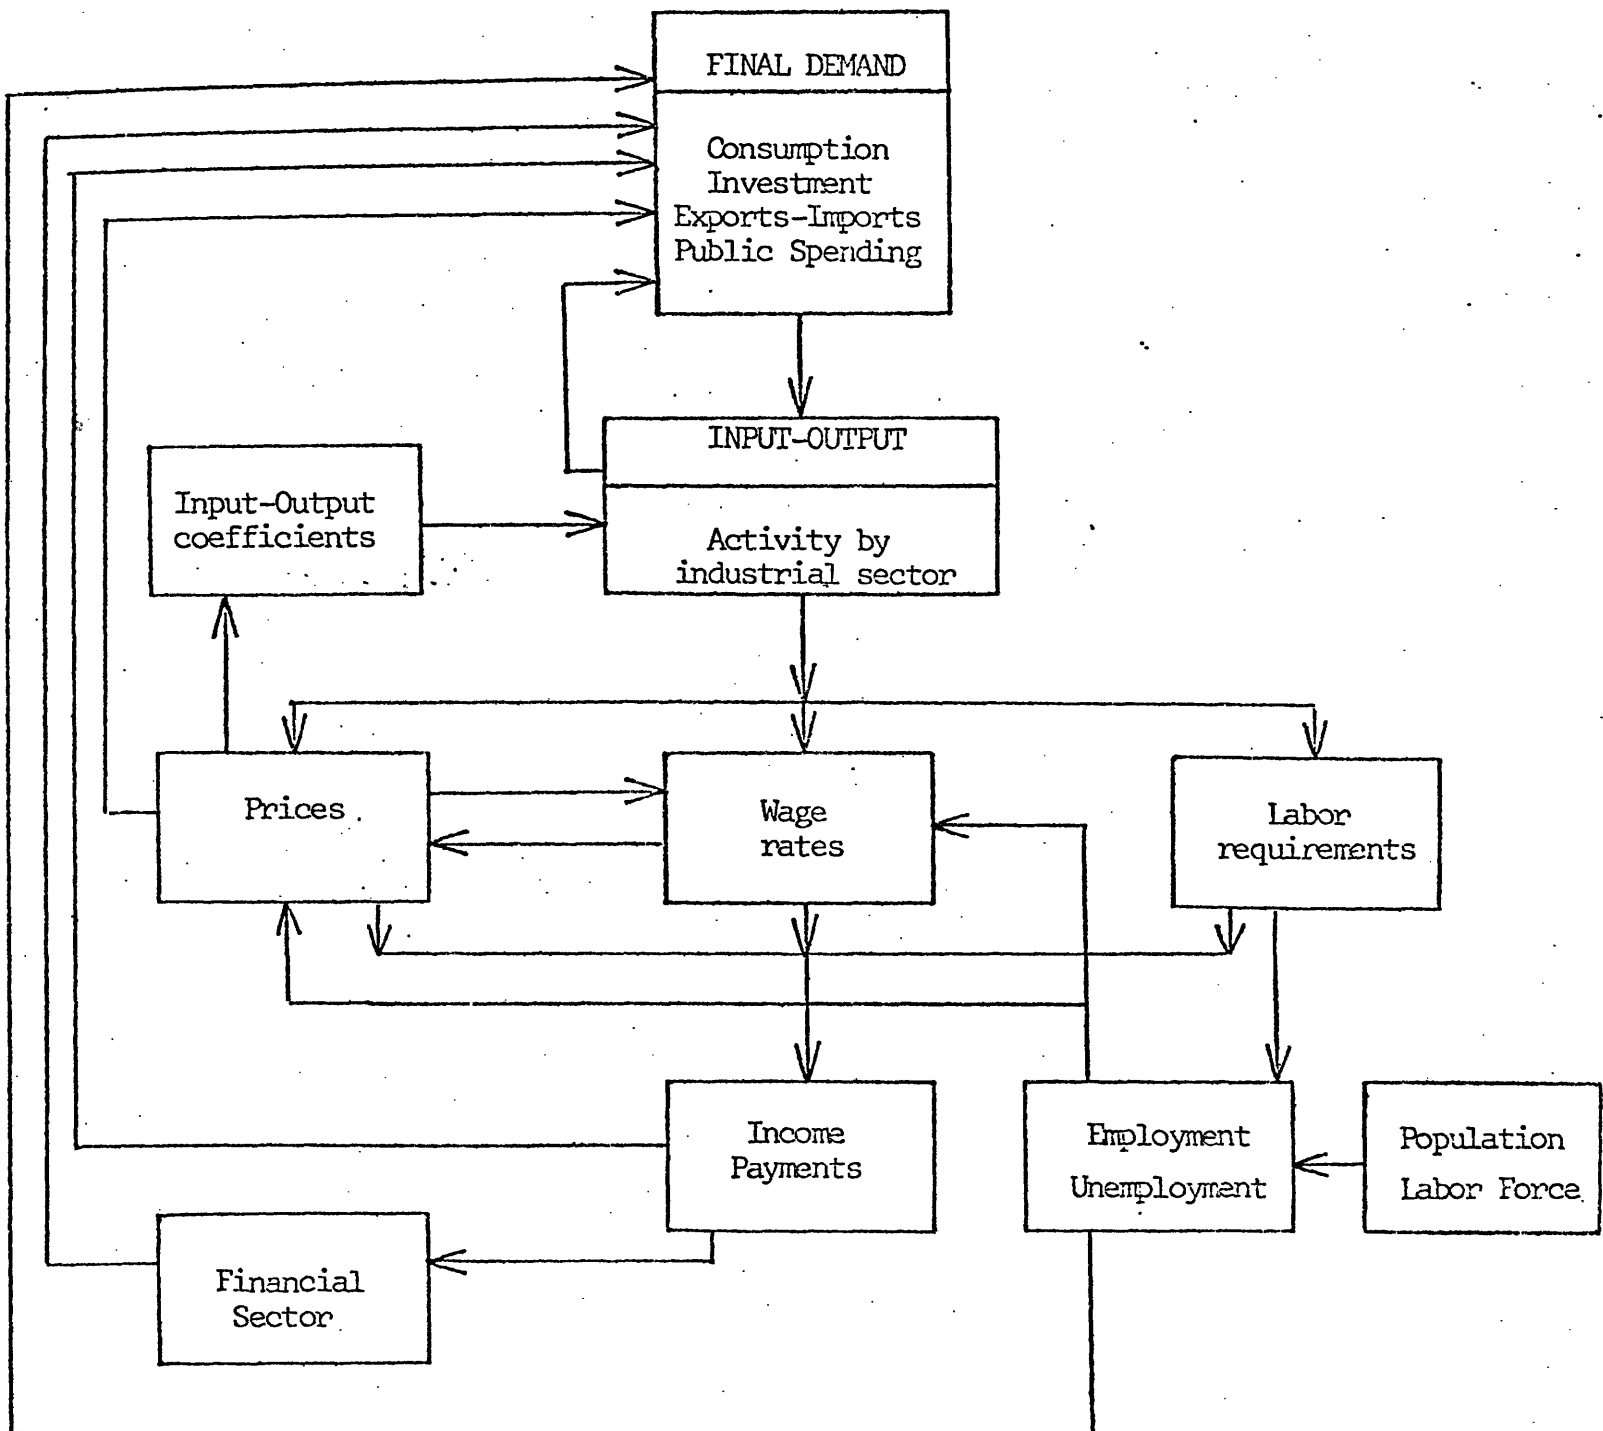 FINAL DEMAND
Consumption
Investment
Exports-Imports
Public Spending
INPUT-OUTPUT
Activity by
industrial sector
Input-Output
coefficients
Prices
Wage
rates
Labor
requirements
Income
Payments
Employment
Unemployment
Population
Labor Force
Financial
Sector